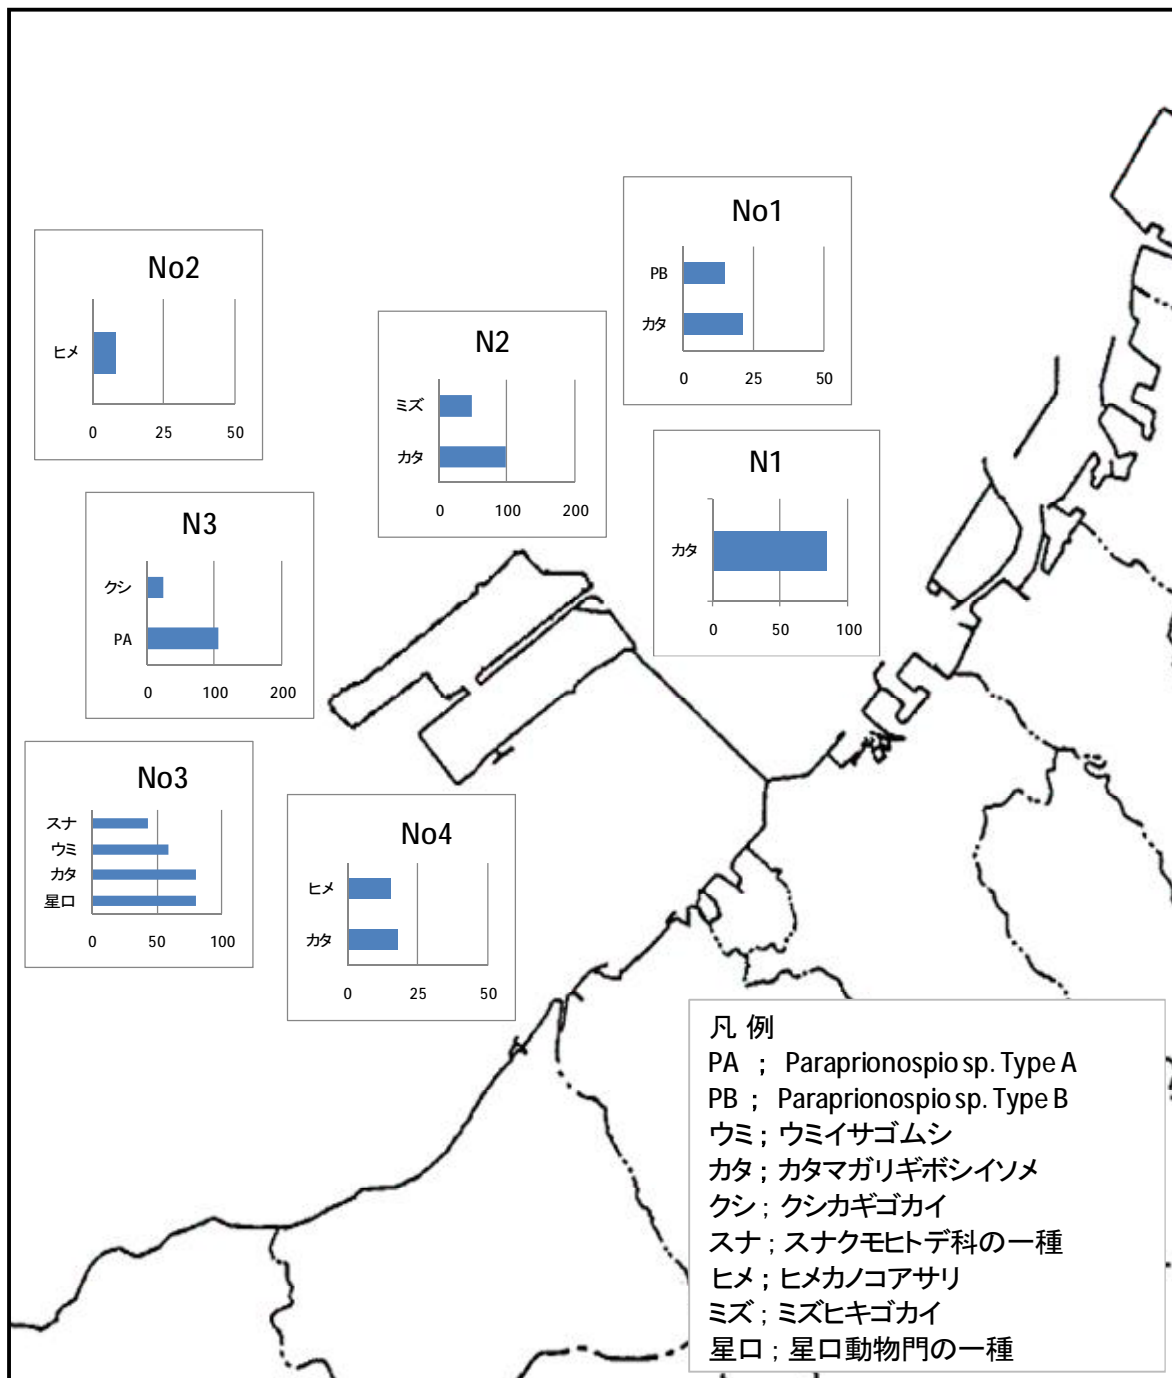 No1
PB
カタ
0 25 50
No2
ヒメ
0 25 50
N2
ミズ
カタ
0 100 200
N1
カタ
0 50 100
N3
クシ
PA
0 100 200
No3
スナ
ウミ
カタ
星口
0 50 100
No4
ヒメ
カタ
0 25 50
凡 例
PA ; Paraprionospio sp. Type A
PB ; Paraprionospio sp. Type B
ウミ ; ウミイサゴムシ
カタ ; カタマガリギボシイソメ
クシ ; クシカギゴカイ
スナ ; スナクモヒトデ科の一種
ヒメ ; ヒメカノコアサリ
ミズ ; ミズヒキゴカイ
星口 ; 星口動物門の一種